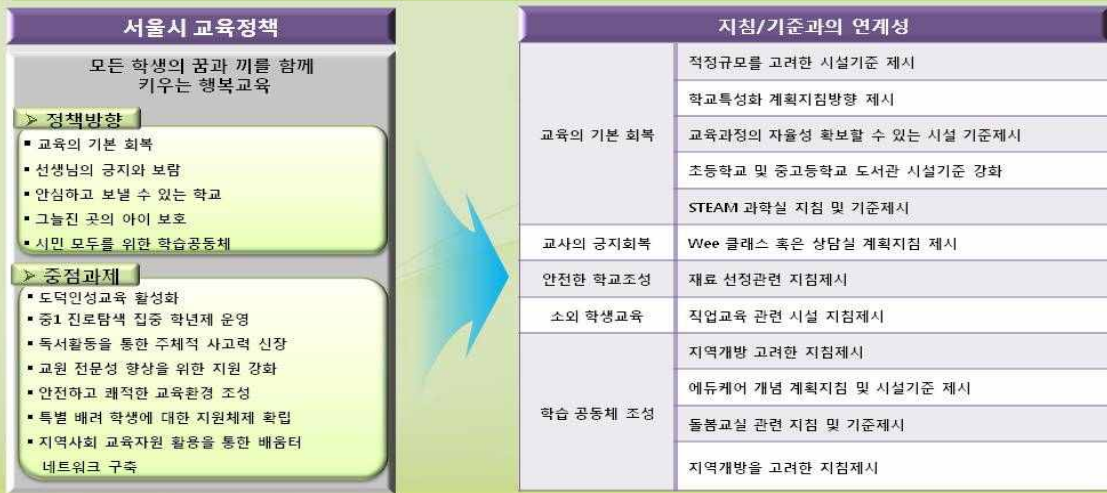 서울시 교육정책
모든 학생의 꿈과 끼를 함께
키우는 행복교육
➢ 정책방향
▪ 교육의 기본 회복
▪ 선생님의 긍지와 보람
▪ 안심하고 보낼 수 있는 학교
▪ 그늘진 곳의 아이 보호
▪ 시민 모두를 위한 학습공동체
➢ 중점과제
▪ 도덕인성교육 활성화
▪ 중1 진로탐색 집중 학년제 운영
▪ 독서활동을 통한 주체적 사고력 신장
▪ 교원 전문성 향상을 위한 지원 강화
▪ 안전하고 쾌적한 교육환경 조성
▪ 특별 배려 학생에 대한 지원체제 확립
▪ 지역사회 교육자원 활용을 통한 배움터
네트워크 구축
지침/기준과의 연계성
교육의 기본 회복
적정규모를 고려한 시설기준 제시
학교특성화 계획지침방향 제시
교육과정의 자율성 확보할 수 있는 시설 기준제시
초등학교 및 중고등학교 도서관 시설기준 강화
STEAM 과학실 지침 및 기준제시
교사의 긍지회복
Wee 클래스 혹은 상담실 계획지침 제시
안전한 학교조성
재료 선정관련 지침제시
소외 학생교육
직업교육 관련 시설 지침제시
학습 공동체 조성
지역개방 고려한 지침제시
에듀케어 개념 계획지침 및 시설기준 제시
돌봄교실 관련 지침 및 기준제시
지역개방을 고려한 지침제시